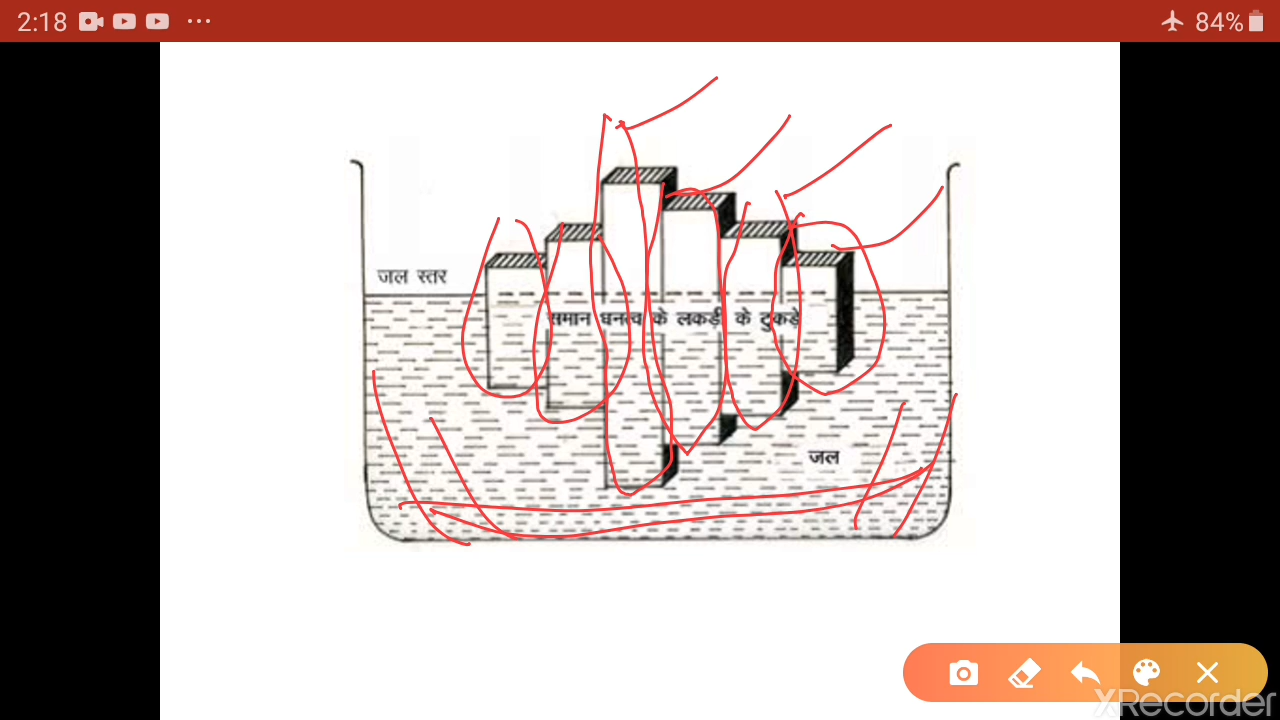 2:18
84%
जल स्तर
समान घनत्व के लकड़ी के टुकड़े
जल
XRecorder